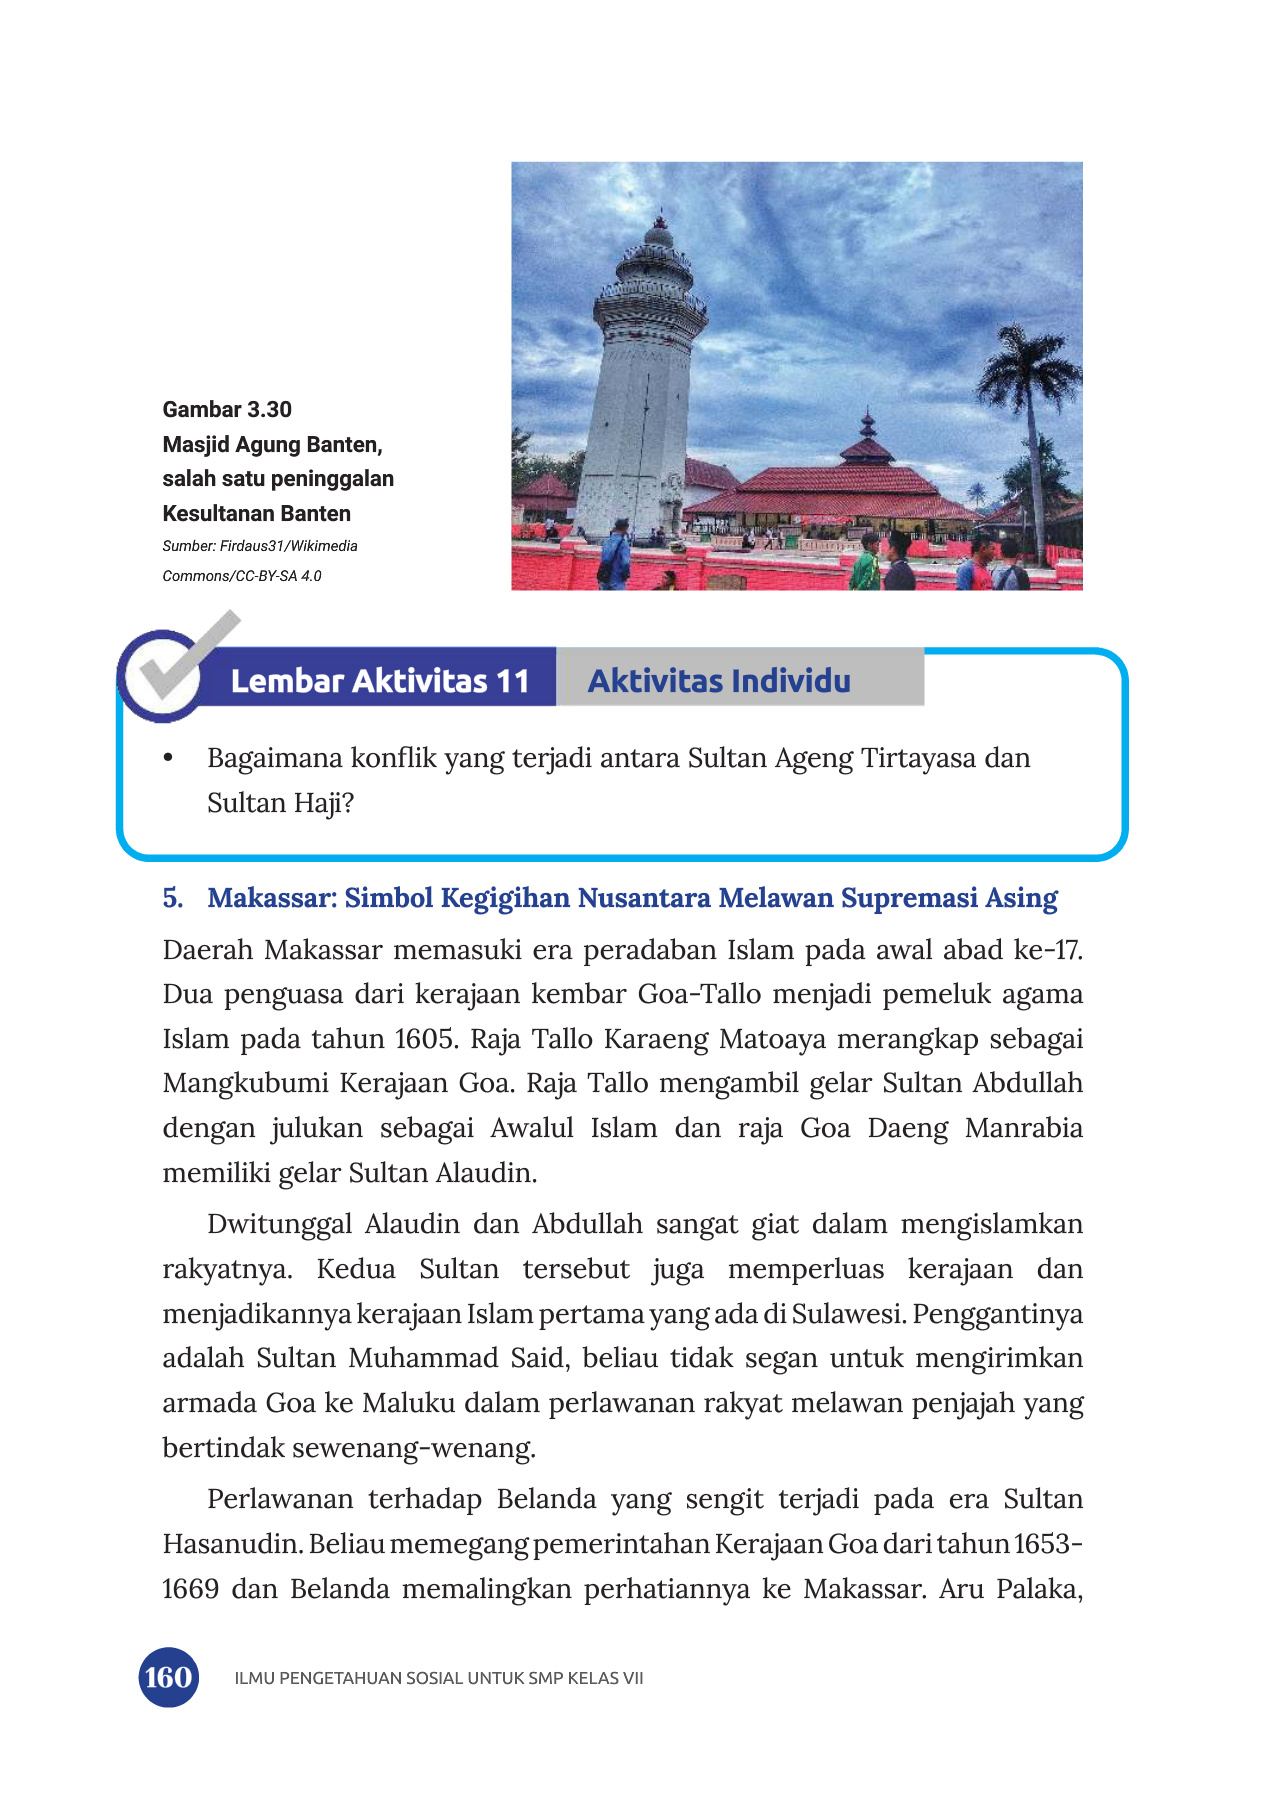 Gambar 3.30
Masjid Agung Banten,
salah satu peninggalan
Kesultanan Banten
Sumber: Firdaus31/Wikimedia
Commons/CC-BY-SA 4.0
Lembar Aktivitas 11 Aktivitas Individu
• Bagaimana konflik yang terjadi antara Sultan Ageng Tirtayasa dan
Sultan Haji?
5. Makassar: Simbol Kegigihan Nusantara Melawan Supremasi Asing
Daerah Makassar memasuki era peradaban Islam pada awal abad ke-17.
Dua penguasa dari kerajaan kembar Goa-Tallo menjadi pemeluk agama
Islam pada tahun 1605. Raja Tallo Karaeng Matoaya merangkap sebagai
Mangkubumi Kerajaan Goa. Raja Tallo mengambil gelar Sultan Abdullah
dengan julukan sebagai Awalul Islam dan raja Goa Daeng Manrabia
memiliki gelar Sultan Alaudin.
Dwitunggal Alaudin dan Abdullah sangat giat dalam mengislamkan
rakyatnya. Kedua Sultan tersebut juga memperluas kerajaan dan
menjadikannya kerajaan Islam pertama yang ada di Sulawesi. Penggantinya
adalah Sultan Muhammad Said, beliau tidak segan untuk mengirimkan
armada Goa ke Maluku dalam perlawanan rakyat melawan penjajah yang
bertindak sewenang-wenang.
Perlawanan terhadap Belanda yang sengit terjadi pada era Sultan
Hasanudin. Beliau memegang pemerintahan Kerajaan Goa dari tahun 1653-
1669 dan Belanda memalingkan perhatiannya ke Makassar. Aru Palaka,
160 ILMU PENGETAHUAN SOSIAL UNTUK SMP KELAS VII